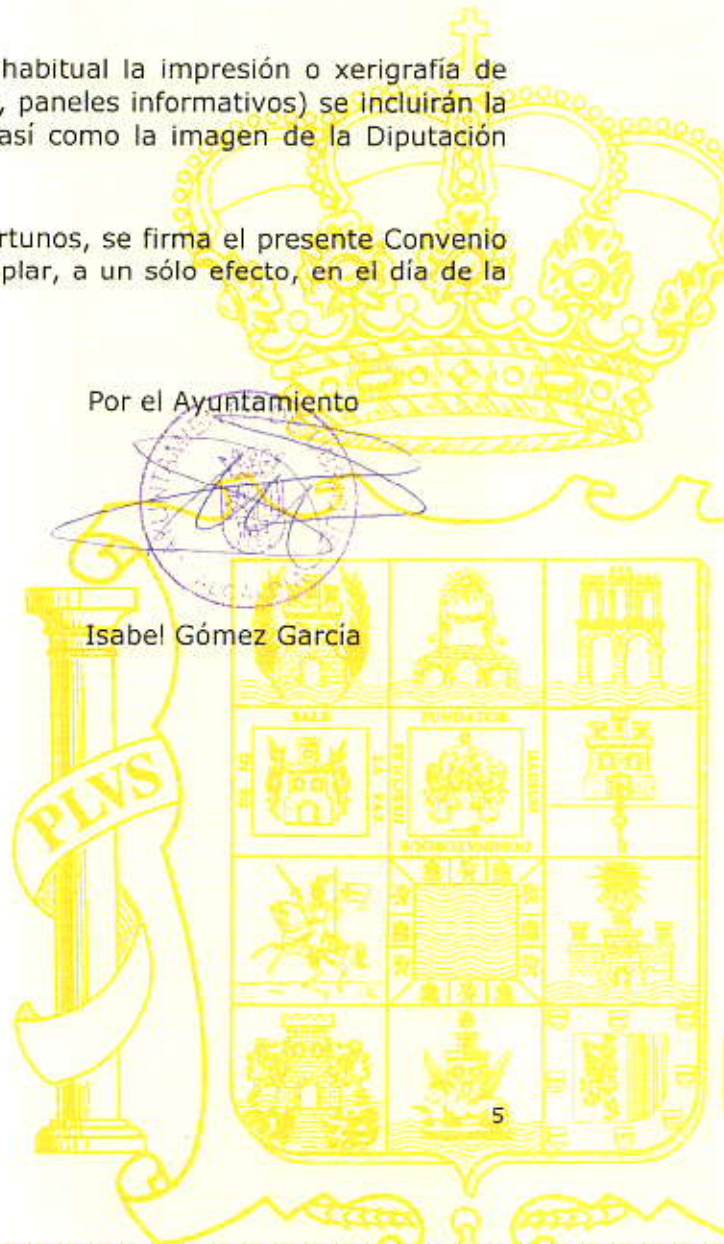 habitual la impresión o xerigrafía de
, paneles informativos) se incluirán la
así como la imagen de la Diputación
rtunos, se firma el presente Convenio
plar, a un sólo efecto, en el día de la
Por el Ayuntamiento
Isabel Gómez García
SALE
FUNDATOR
PLVS
5